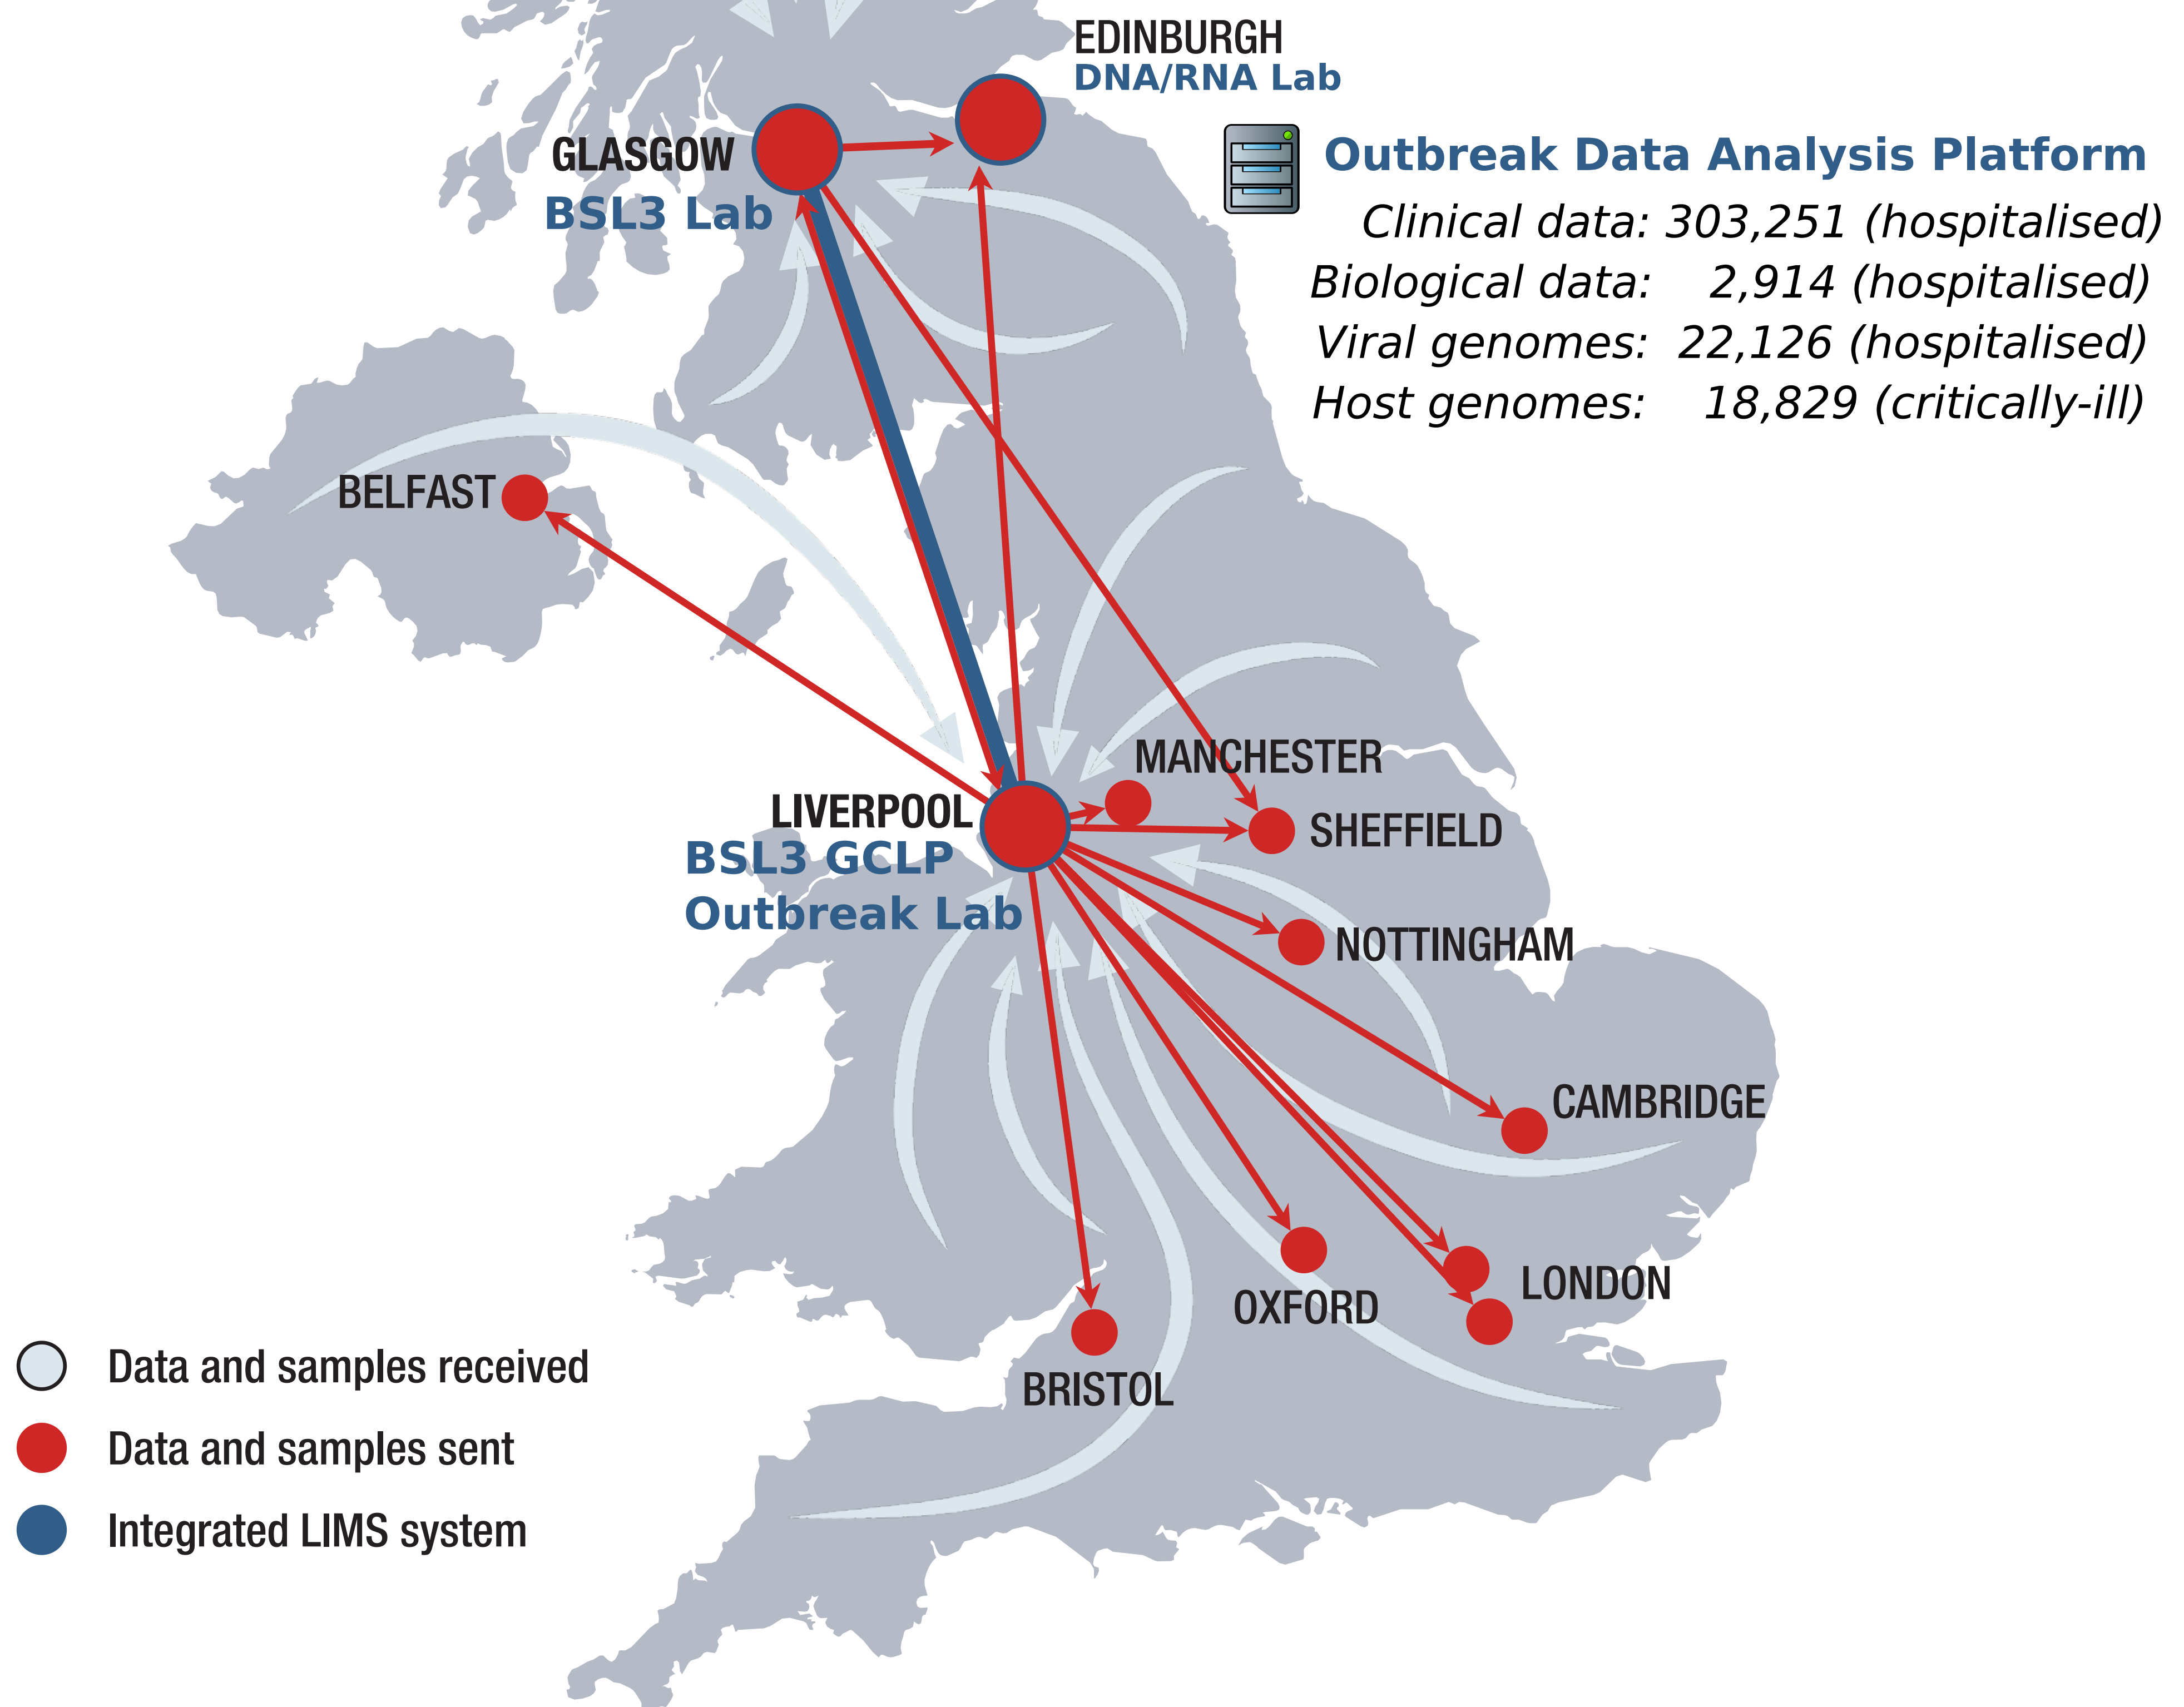 EDINBURGH
DNA/RNA Lab
GLASGOW
BSL3 Lab
Outbreak Data Analysis Platform
Clinical data: 303,251 (hospitalised)
Biological data: 2,914 (hospitalised)
Viral genomes: 22,126 (hospitalised)
Host genomes: 18,829 (critically-ill)
BELFAST
MANCHESTER
LIVERPOOL
BSL3 GCLP
Outbreak Lab
SHEFFIELD
NOTTINGHAM
CAMBRIDGE
LONDON
OXFORD
BRISTOL
Data and samples received
Data and samples sent
Integrated LIMS system